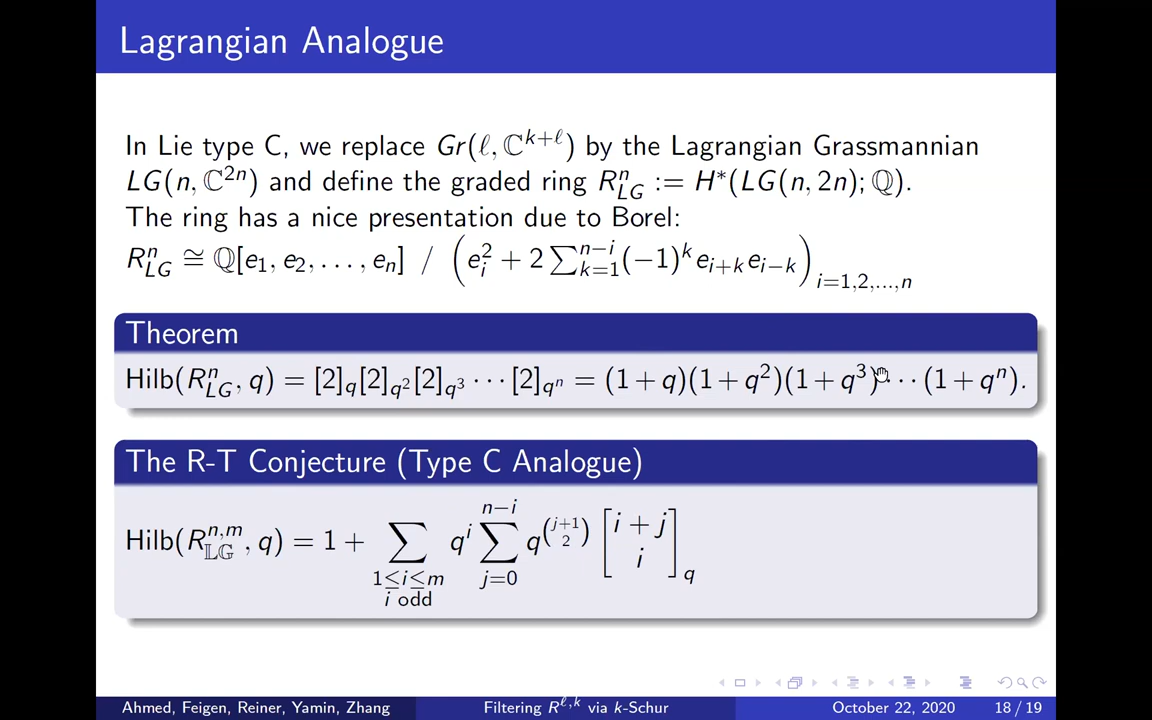 Lagrangian Analogue
In Lie type C, we replace Gr(ℓ, ℂ^{k+ℓ}) by the Lagrangian Grassmannian
LG(n, ℂ^{2n}) and define the graded ring R^n_{LG} := H*(LG(n, 2n); ℚ).
The ring has a nice presentation due to Borel:
R^n_{LG} ≅ ℚ[e_1, e_2, …, e_n] / (e_i^2 + 2 ∑_{k=1}^{n−i} (−1)^k e_{i+k} e_{i−k})_{i=1,2,…,n}
Theorem
Hilb(R^n_{LG}, q) = [2]_q [2]_{q^2} [2]_{q^3} ⋯ [2]_{q^n} = (1 + q)(1 + q^2)(1 + q^3) ⋯ (1 + q^n).
The R-T Conjecture (Type C Analogue)
Hilb(R^{n,m}_{𝕃𝔾}, q) = 1 + ∑_{1≤i≤m, i odd} q^i ∑_{j=0}^{n−i} q^{\binom{j+1}{2}} [i + j \atop i]_q
Ahmed, Feigen, Reiner, Yamin, Zhang
Filtering R^{ℓ,k} via k-Schur
October 22, 2020
18 / 19